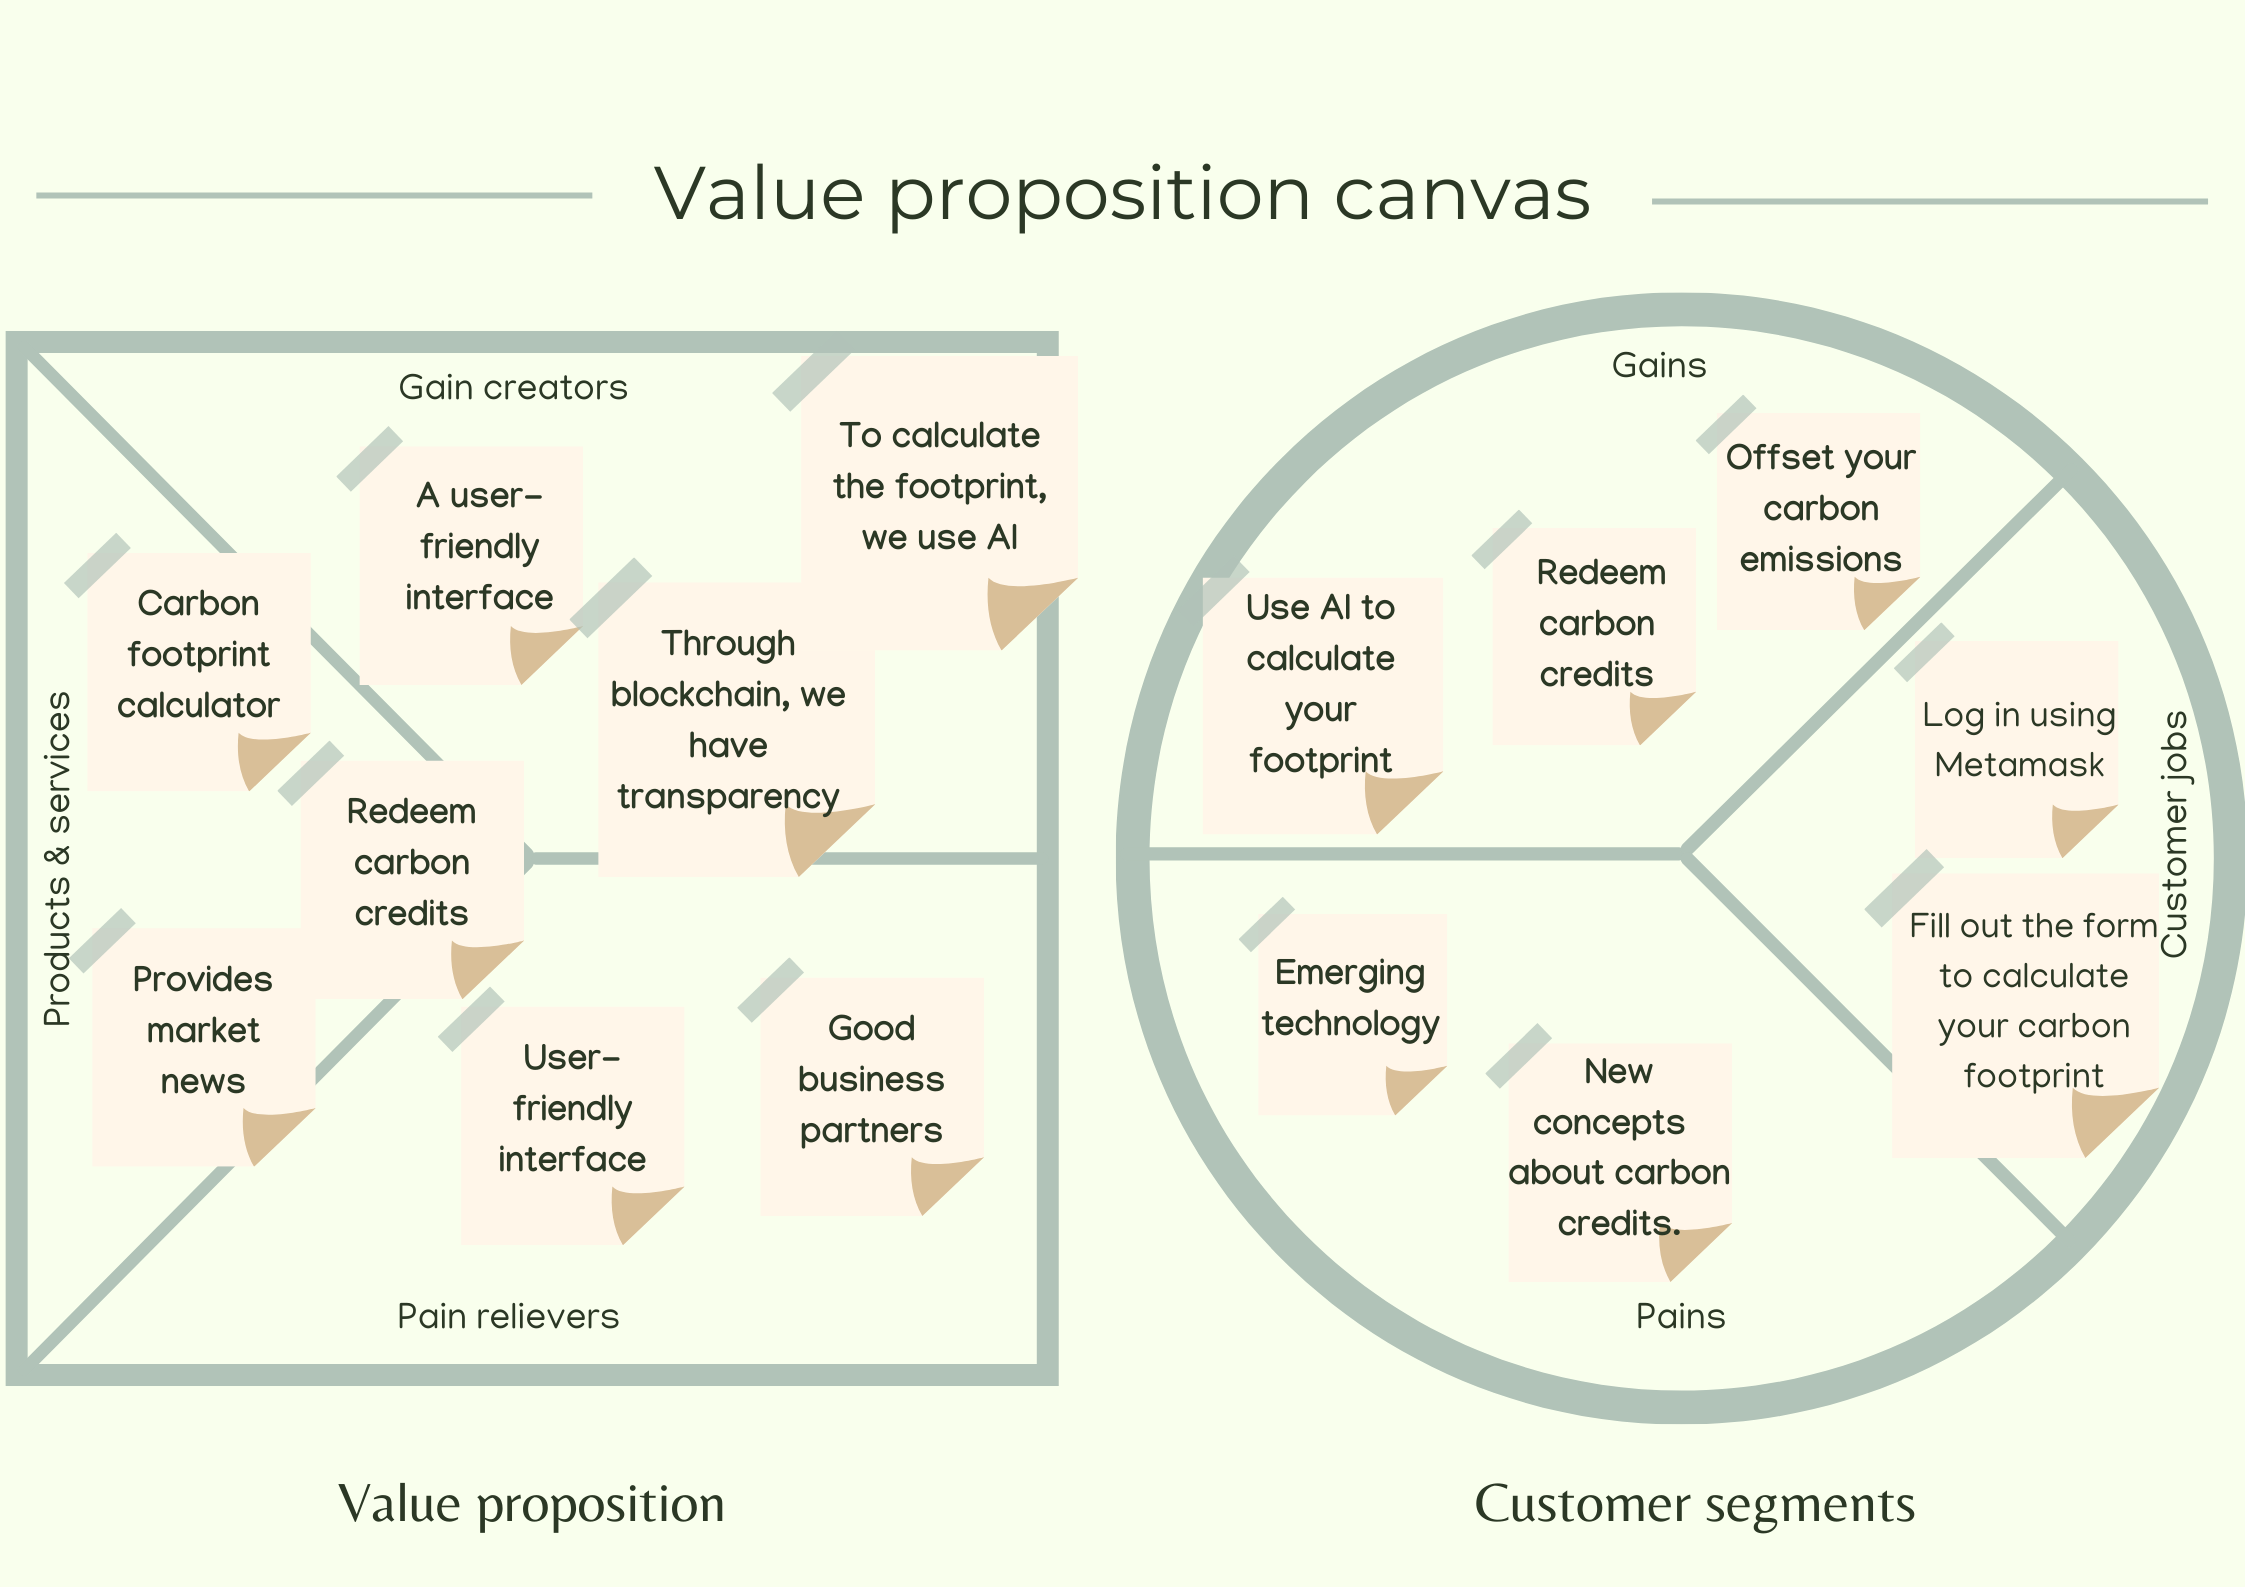 Value proposition canvas
Gain creators
A user-
friendly
interface
To calculate
the footprint,
we use AI
Through
blockchain, we
have
transparency
Products & services
Carbon
footprint
calculator
Redeem
carbon
credits
Provides
market
news
User-
friendly
interface
Good
business
partners
Pain relievers
Value proposition
Gains
Use AI to
calculate
your
footprint
Redeem
carbon
credits
Offset your
carbon
emissions
Customer jobs
Log in using
Metamask
Fill out the form
to calculate
your carbon
footprint
Emerging
technology
New
concepts
about carbon
credits.
Pains
Customer segments